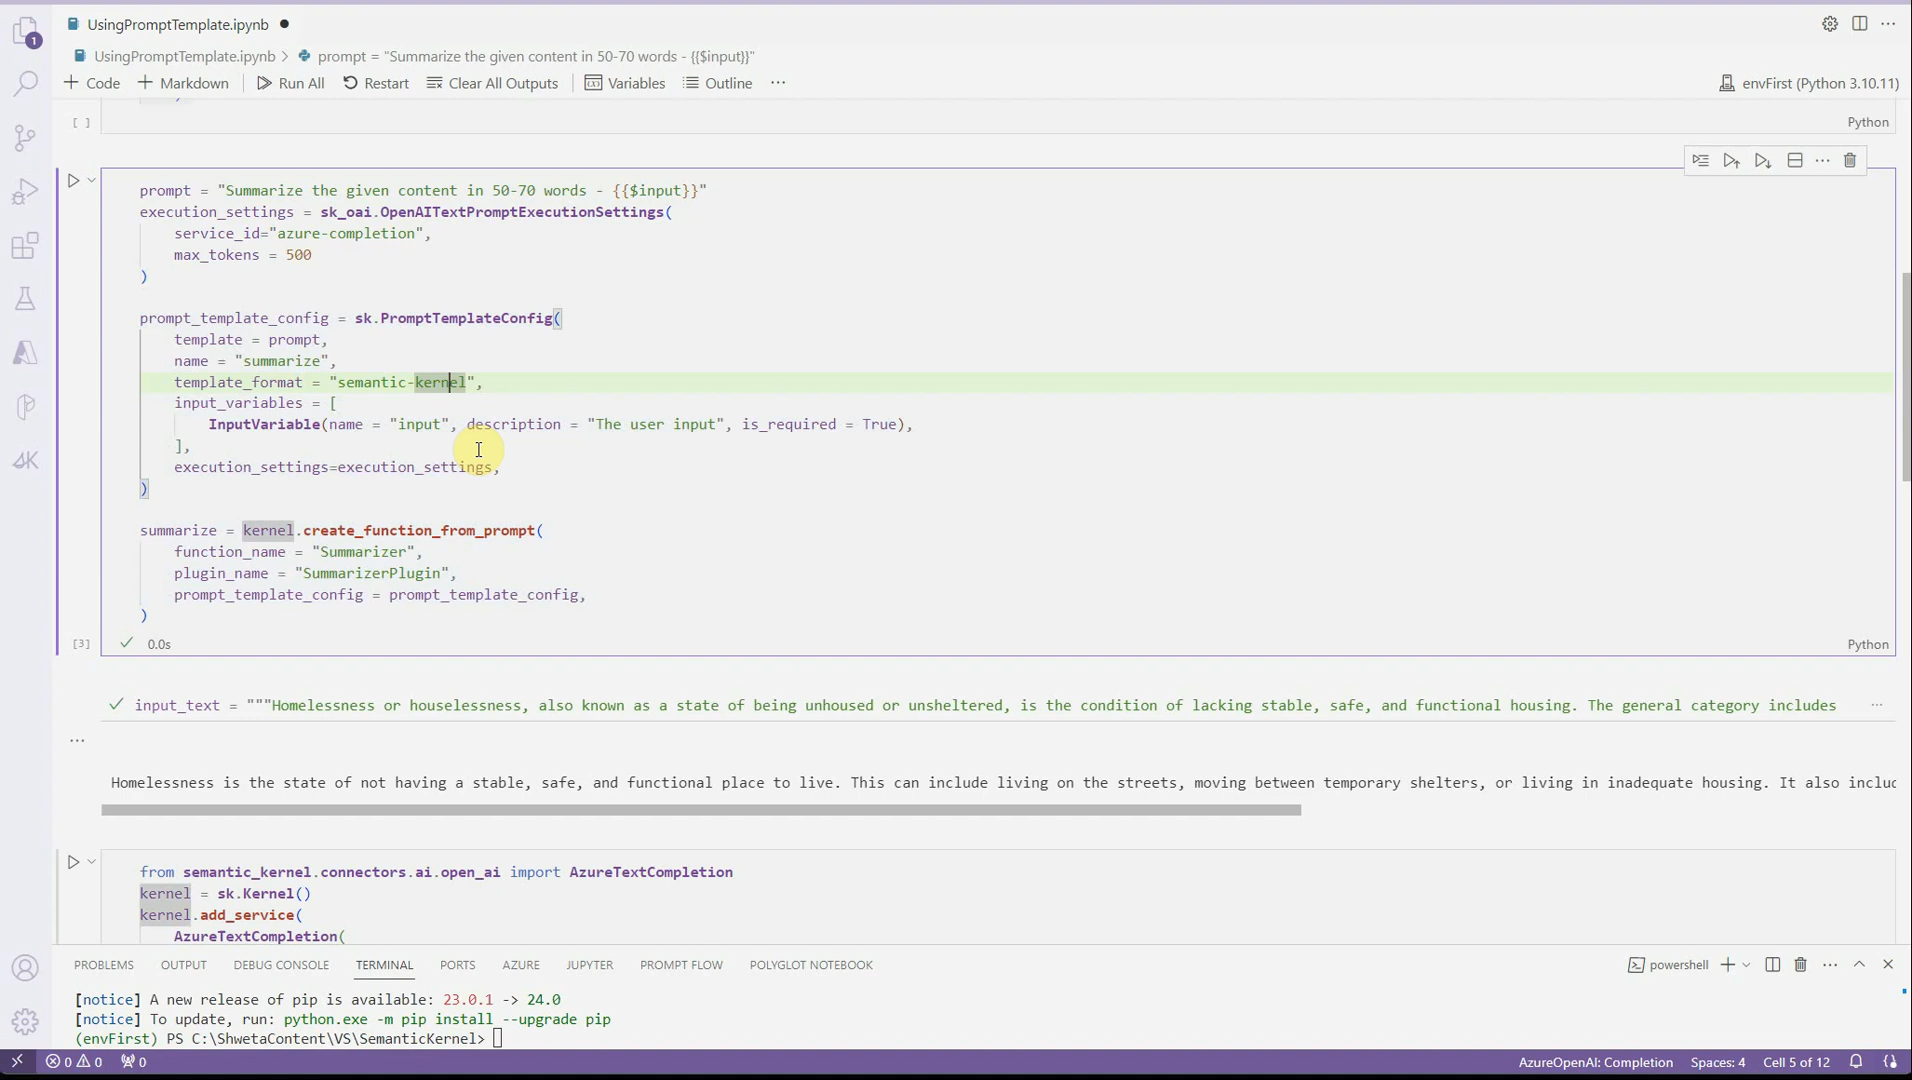 UsingPromptTemplate.ipynb
UsingPromptTemplate.ipynb > prompt = "Summarize the given content in 50-70 words - {{$input}}"
+ Code + Markdown Run All Restart Clear All Outputs Variables Outline ... envFirst (Python 3.10.11)
1
[ ] Python
prompt = "Summarize the given content in 50-70 words - {{$input}}"
execution_settings = sk_oai.OpenAITextPromptExecutionSettings(
service_id="azure-completion",
max_tokens = 500
)
prompt_template_config = sk.PromptTemplateConfig(
template = prompt,
name = "summarize",
template_format = "semantic-kernel",
input_variables = [
InputVariable(name = "input", description = "The user input", is_required = True),
],
execution_settings=execution_settings,
)
summarize = kernel.create_function_from_prompt(
function_name = "Summarizer",
plugin_name = "SummarizerPlugin",
prompt_template_config = prompt_template_config,
)
[3] 0.0s Python
input_text = """Homelessness or houselessness, also known as a state of being unhoused or unsheltered, is the condition of lacking stable, safe, and functional housing. The general category includes ...
...
Homelessness is the state of not having a stable, safe, and functional place to live. This can include living on the streets, moving between temporary shelters, or living in inadequate housing. It also includ
from semantic_kernel.connectors.ai.open_ai import AzureTextCompletion
kernel = sk.Kernel()
kernel.add_service(
AzureTextCompletion(
PROBLEMS OUTPUT DEBUG CONSOLE TERMINAL PORTS AZURE JUPYTER PROMPT FLOW POLYGLOT NOTEBOOK powershell
[notice] A new release of pip is available: 23.0.1 -> 24.0
[notice] To update, run: python.exe -m pip install --upgrade pip
(envFirst) PS C:\ShwetaContent\VS\SemanticKernel>
0 0 0 AzureOpenAI: Completion Spaces: 4 Cell 5 of 12